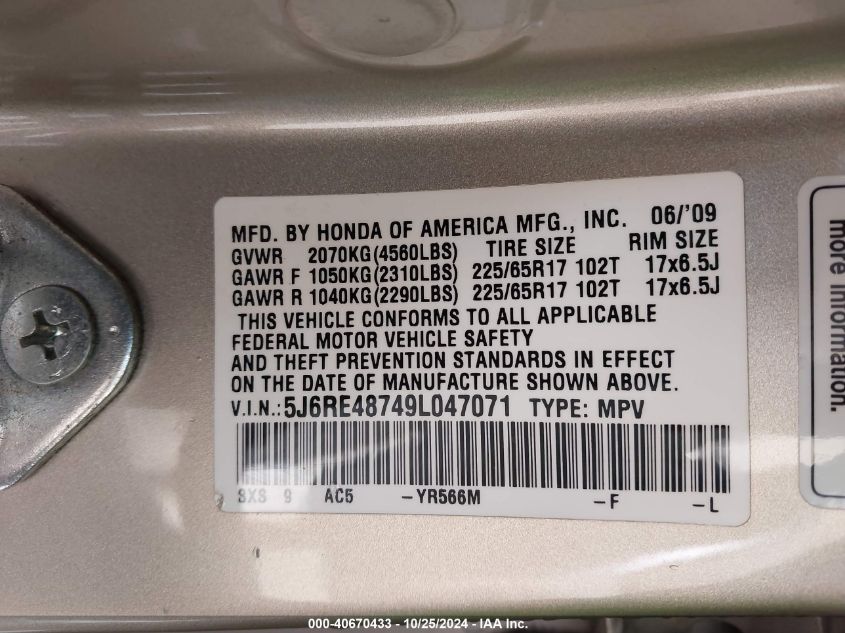 MFD. BY HONDA OF AMERICA MFG., INC. 06/'09
GVWR 2070KG(4560LBS) TIRE SIZE RIM SIZE
GAWR F 1050KG(2310LBS) 225/65R17 102T 17x6.5J
GAWR R 1040KG(2290LBS) 225/65R17 102T 17x6.5J
THIS VEHICLE CONFORMS TO ALL APPLICABLE
FEDERAL MOTOR VEHICLE SAFETY
AND THEFT PREVENTION STANDARDS IN EFFECT
ON THE DATE OF MANUFACTURE SHOWN ABOVE.
V.I.N.: 5J6RE48749L047071 TYPE: MPV
SXS 9 AC5 -YR566M -F -L
more information.
000-40670433 - 10/25/2024 - IAA Inc.